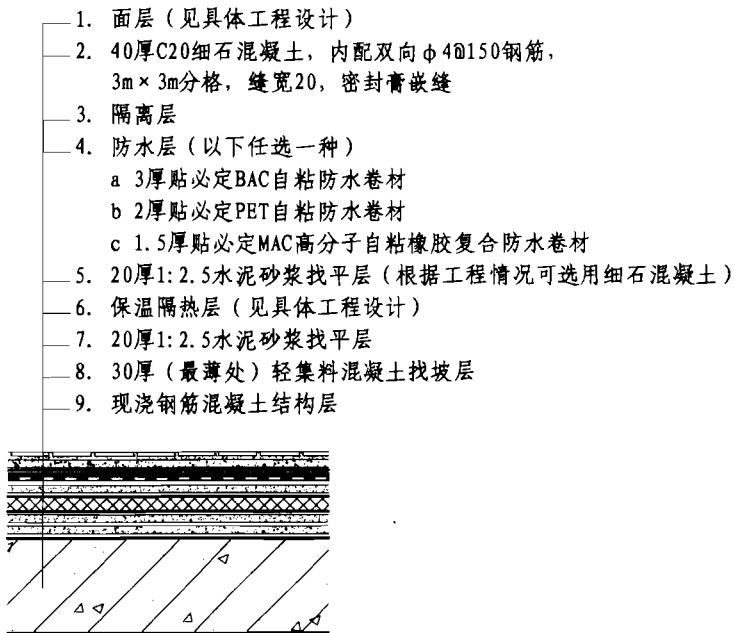 1. 面层（见具体工程设计）
2. 40厚C20细石混凝土，内配双向ф4@150钢筋，
3m×3m分格，缝宽20，密封膏嵌缝
3. 隔离层
4. 防水层（以下任选一种）
a 3厚贴必定BAC自粘防水卷材
b 2厚贴必定PET自粘防水卷材
c 1.5厚贴必定MAC高分子自粘橡胶复合防水卷材
5. 20厚1:2.5水泥砂浆找平层（根据工程情况可选用细石混凝土）
6. 保温隔热层（见具体工程设计）
7. 20厚1:2.5水泥砂浆找平层
8. 30厚（最薄处）轻集料混凝土找坡层
9. 现浇钢筋混凝土结构层